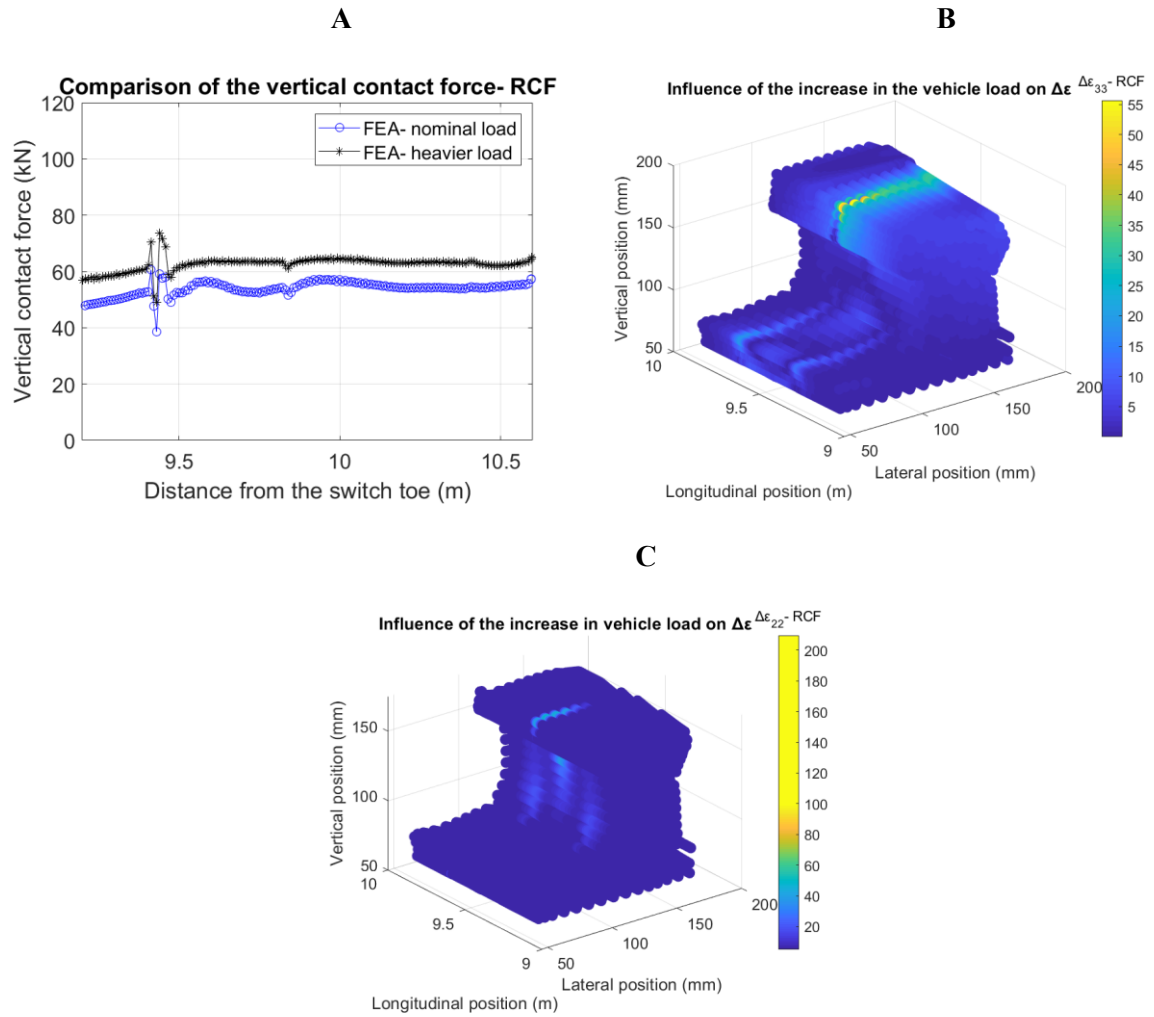 A
Comparison of the vertical contact force- RCF
FEA- nominal load
FEA- heavier load
120
100
80
60
40
20
0
Vertical contact force (kN)
9.5
10
10.5
Distance from the switch toe (m)
B
Influence of the increase in the vehicle load on Δε
Δε33- RCF
55
50
45
40
35
30
25
20
15
10
5
200
150
100
50
Vertical position (mm)
10
9.5
9
Longitudinal position (m)
50
100
150
200
Lateral position (mm)
C
Influence of the increase in vehicle load on Δε
Δε22- RCF
200
180
160
140
120
100
80
60
40
20
150
100
50
Vertical position (mm)
10
9.5
9
Longitudinal position (m)
50
100
150
200
Lateral position (mm)